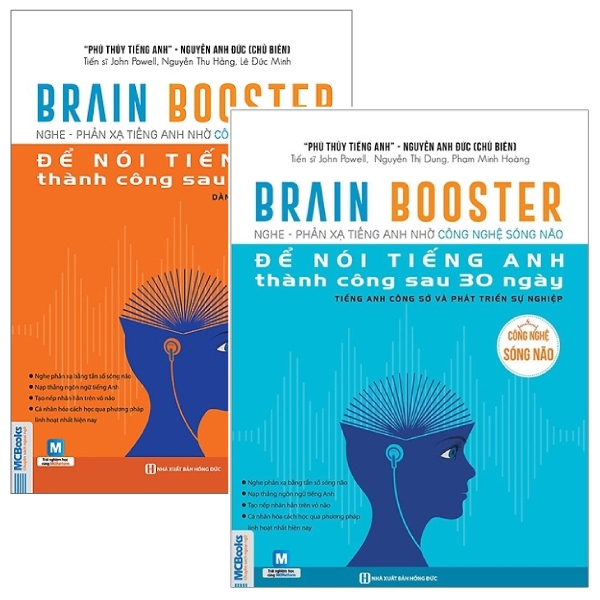 "PHÙ THỦY TIẾNG ANH" - NGUYỄN ANH ĐỨC (CHỦ BIÊN)
Tiến sĩ John Powell, Nguyễn Thu Hằng, Lê Đức Minh
BRAIN BOOSTER
NGHE - PHẢN XẠ TIẾNG ANH NHỜ
ĐỂ NÓI
thành công sau
Nghe phản xạ bằng tần số sóng não
Nạp thẳng ngôn ngữ tiếng Anh
Tạo nếp nhăn hằn trên vỏ não
Cá nhân hóa cách học qua phương pháp
linh hoạt nhất hiện nay
MCBooks
M
NHÀ XUẤT BẢN HỒNG ĐỨC
"PHÙ THỦY TIẾNG ANH" - NGUYỄN ANH ĐỨC (CHỦ BIÊN)
Tiến sĩ John Powell, Nguyễn Thị Dung, Phạm Minh Hoàng
BRAIN BOOSTER
NGHE - PHẢN XẠ TIẾNG ANH NHỜ CÔNG NGHỆ SÓNG NÃO
ĐỂ NÓI TIẾNG ANH
thành công sau 30 ngày
TIẾNG ANH CÔNG SỞ VÀ PHÁT TRIỂN SỰ NGHIỆP
CÔNG NGHỆ
SÓNG NÃO
Nghe phản xạ bằng tần số sóng não
Nạp thẳng ngôn ngữ tiếng Anh
Tạo nếp nhăn hằn trên vỏ não
Cá nhân hóa cách học qua phương pháp
linh hoạt nhất hiện nay
MCBooks
M
NHÀ XUẤT BẢN HỒNG ĐỨC